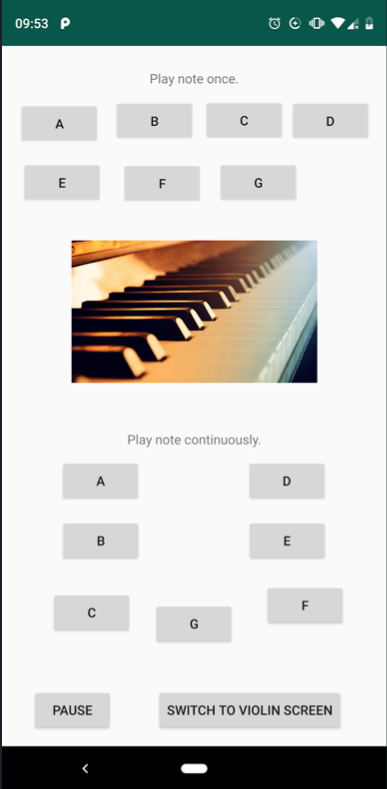 09:53
Play note once.
A B C D
E F G
Play note continuously.
A D
B E
C G F
PAUSE SWITCH TO VIOLIN SCREEN